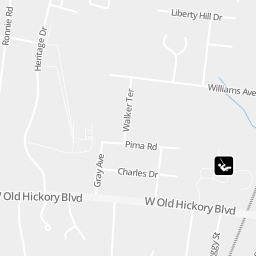 Liberty Hill Dr
Ronnie Rd
Heritage Dr
Williams Ave
Walker Ter
Pima Rd
Gray Ave
Charles Dr
W Old Hickory Blvd
W Old Hickory Blvd